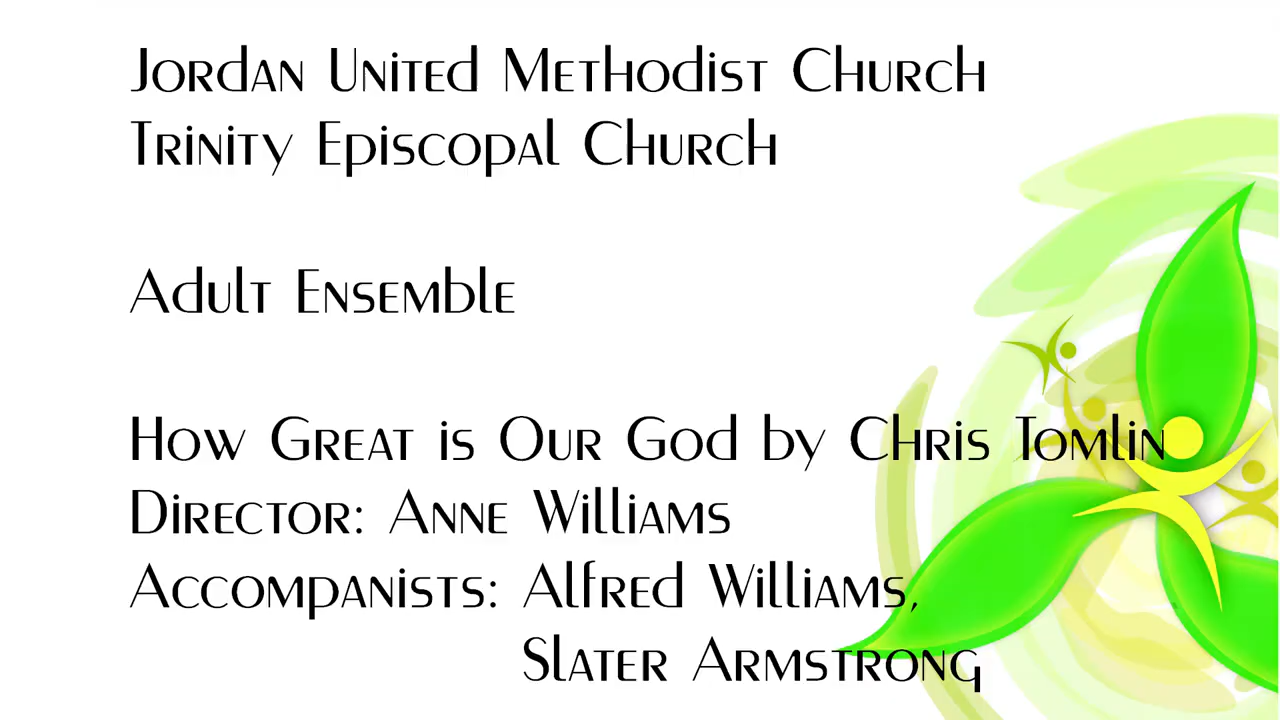 Jordan United Methodist Church
Trinity Episcopal Church
Adult Ensemble
How Great is Our God by Chris Tomlin
Director: Anne Williams
Accompanists: Alfred Williams,
Slater Armstrong